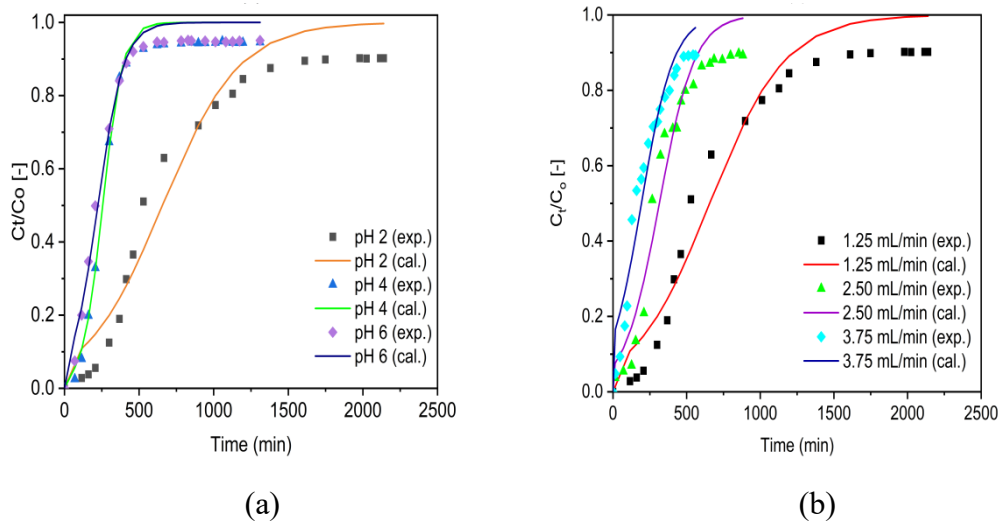 1.0
0.8
0.6
0.4
0.2
0.0
0
500
1000
1500
2000
2500
Ct/Co [-]
Time (min)
pH 2 (exp.)
pH 2 (cal.)
pH 4 (exp.)
pH 4 (cal.)
pH 6 (exp.)
pH 6 (cal.)
(a)
1.0
0.8
0.6
0.4
0.2
0.0
0
500
1000
1500
2000
2500
Cₜ/Cₒ [-]
Time (min)
1.25 mL/min (exp.)
1.25 mL/min (cal.)
2.50 mL/min (exp.)
2.50 mL/min (cal.)
3.75 mL/min (exp.)
3.75 mL/min (cal.)
(b)